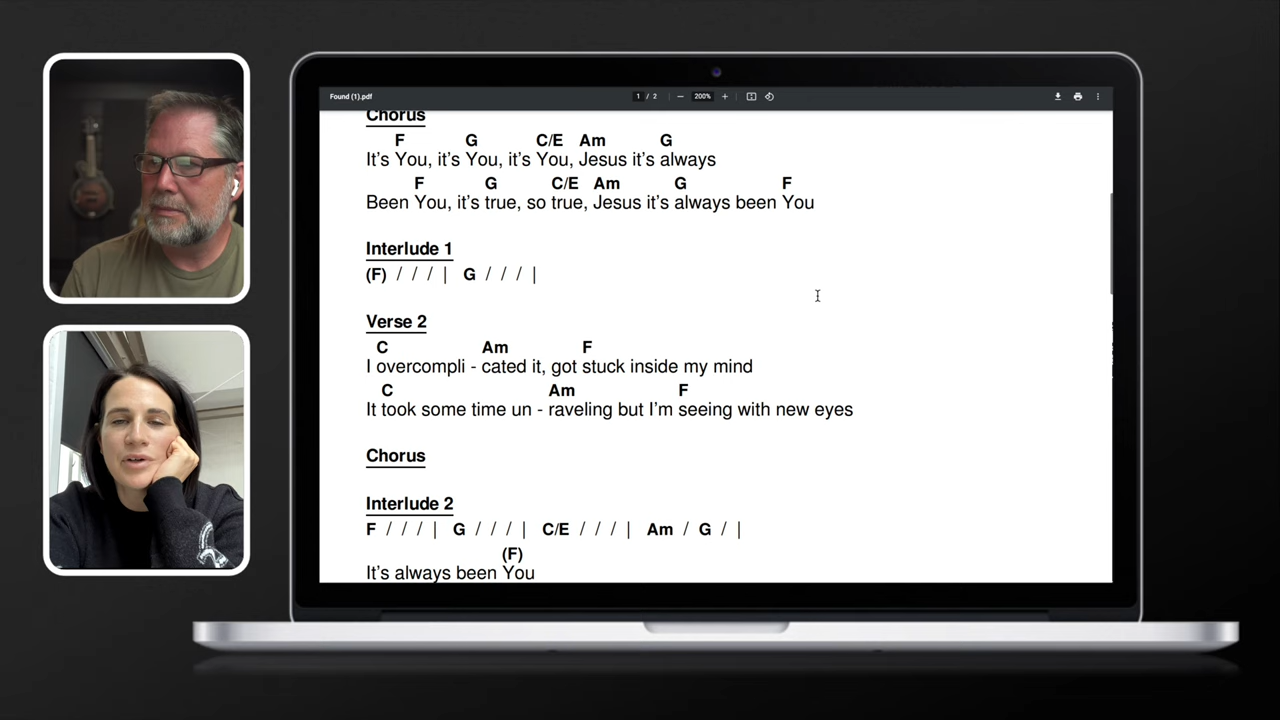 Found (1).pdf
1 / 2 − 200% +
Chorus
F G C/E Am G
It’s You, it’s You, it’s You, Jesus it’s always
F G C/E Am G F
Been You, it’s true, so true, Jesus it’s always been You
Interlude 1
(F) / / / | G / / / |
Verse 2
C Am F
I overcompli - cated it, got stuck inside my mind
C Am F
It took some time un - raveling but I’m seeing with new eyes
Chorus
Interlude 2
F / / / | G / / / | C/E / / / | Am / G / |
(F)
It’s always been You